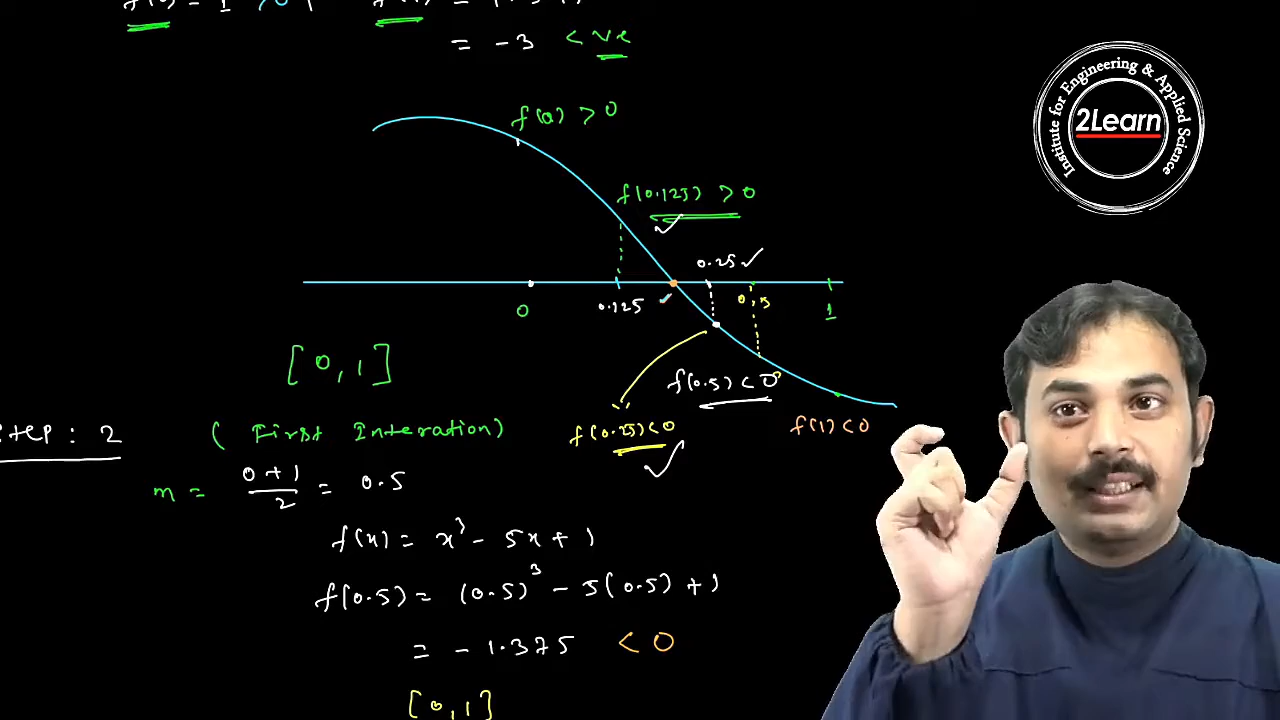 = -3 < ve
f(0) > 0
f(0.125) > 0
0.25 ✓
0 0.125 0.5 1
[0, 1]
f(0.5) < 0
STEP : 2 ( First Interation) f(0.25) < 0 f(1) < 0
m = (0+1)/2 = 0.5
f(x) = x³ - 5x + 1
f(0.5) = (0.5)³ - 5(0.5) + 1
= - 1.375 < 0
[0, 1]
Institute for Engineering & Applied Science
2Learn